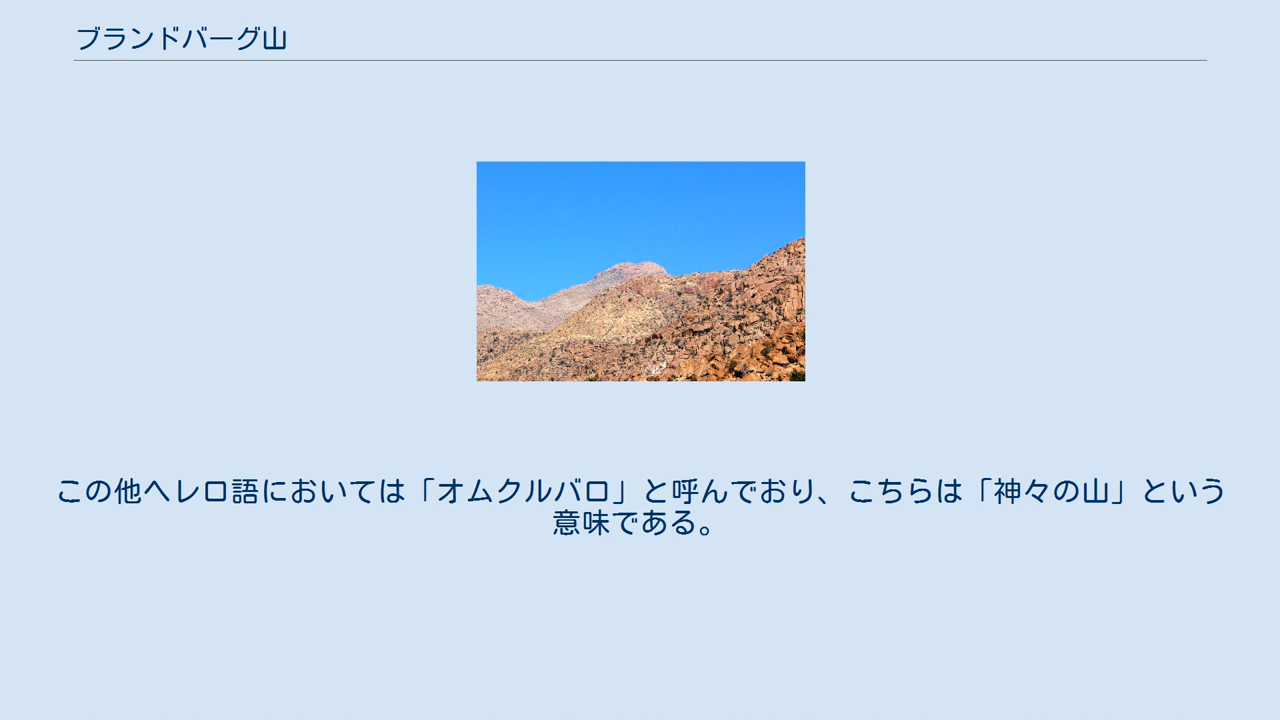 ブランドバーグ山
この他ヘレロ語においては「オムクルバロ」と呼んでおり、こちらは「神々の山」という
意味である。